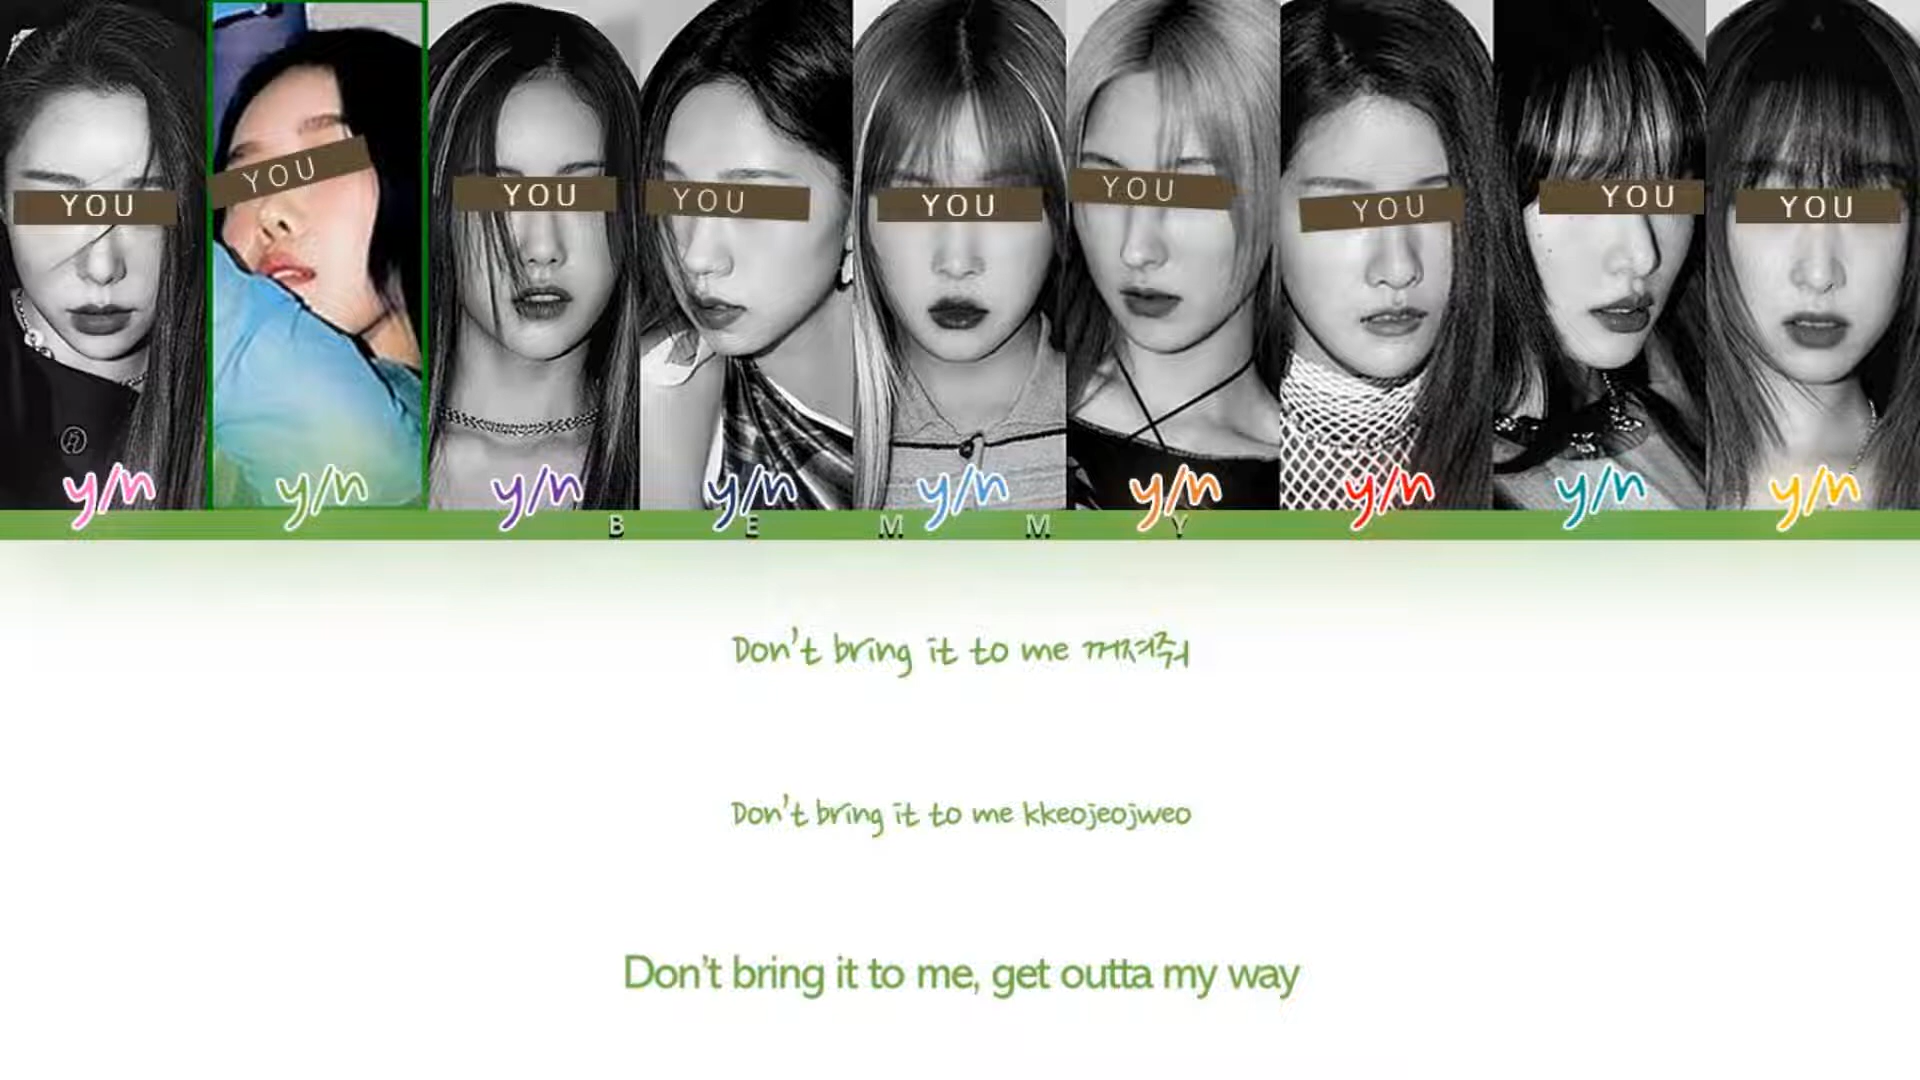 YOU YOU YOU YOU YOU YOU YOU YOU YOU
y/n y/n y/n y/n y/n y/n y/n y/n y/n
B E M M Y
Don't bring it to me 꺼져줘
Don't bring it to me kkeojeojweo
Don't bring it to me, get outta my way